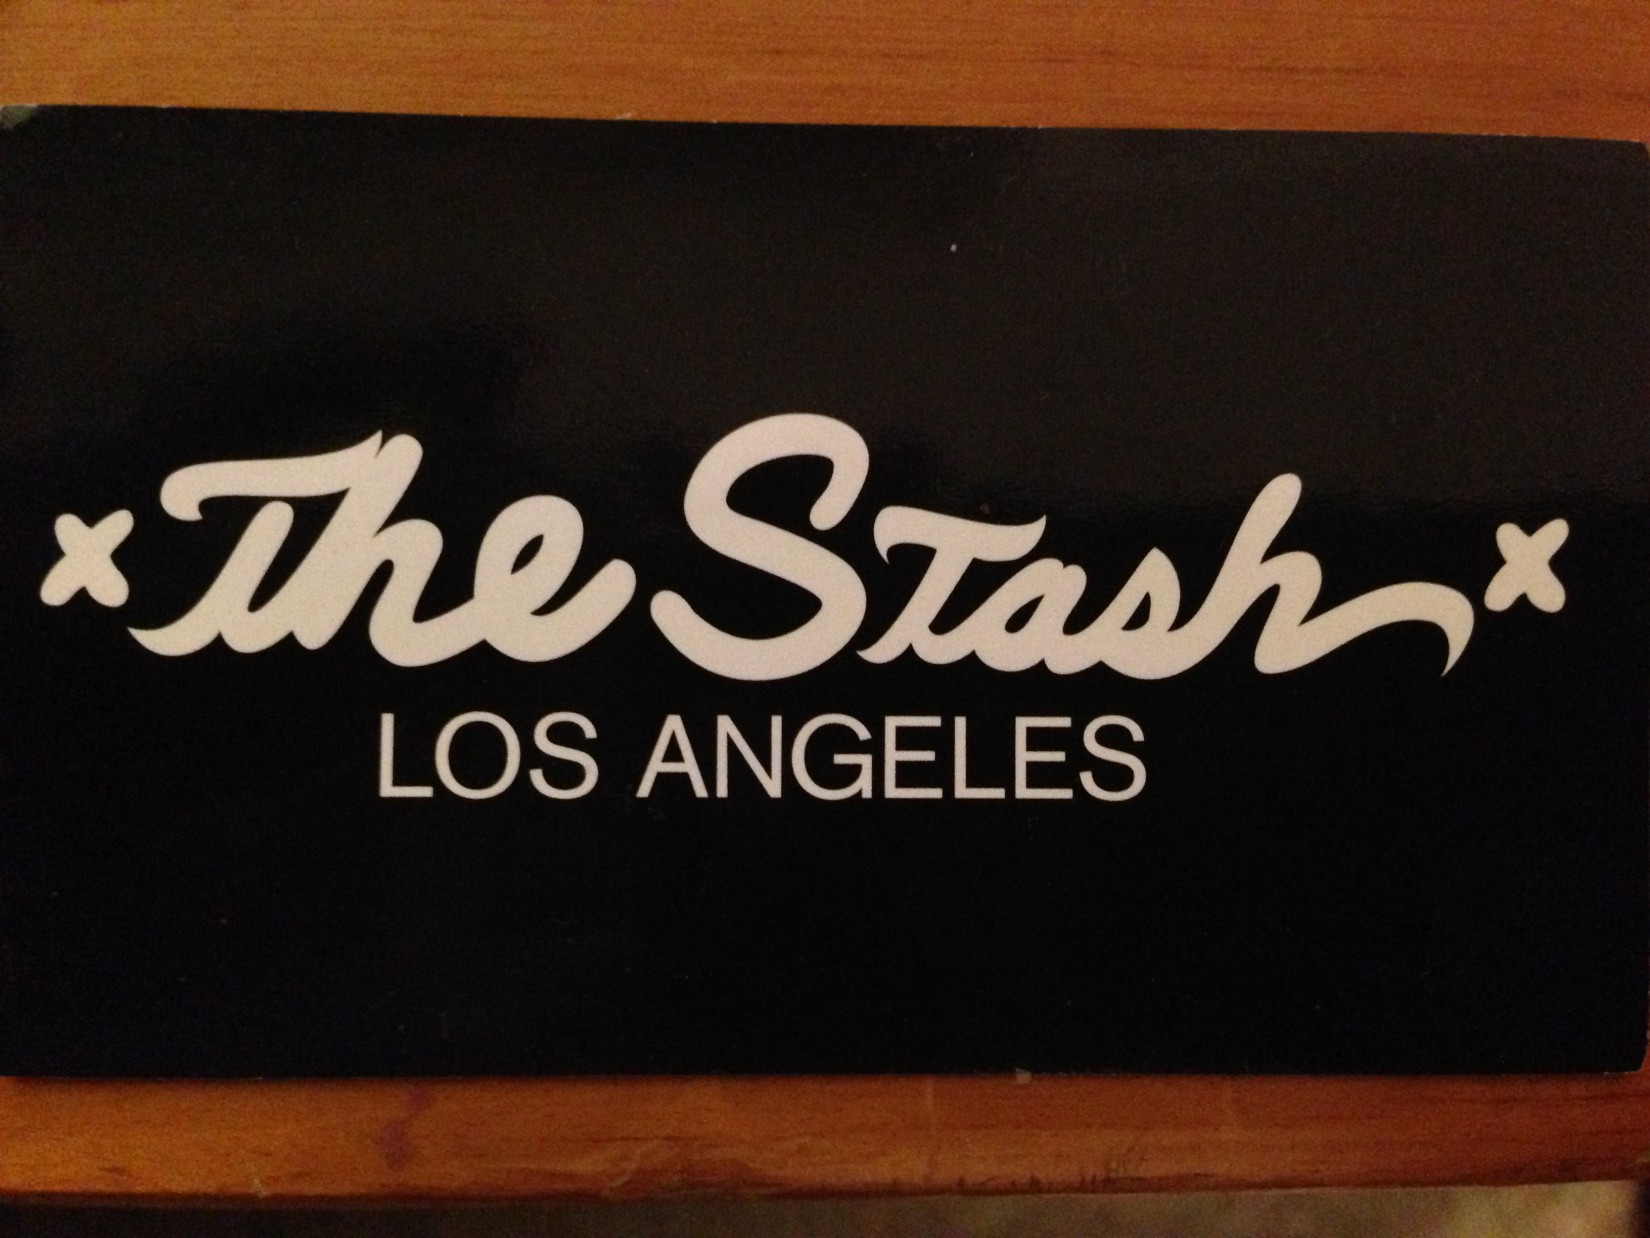 x The Stash x
LOS ANGELES